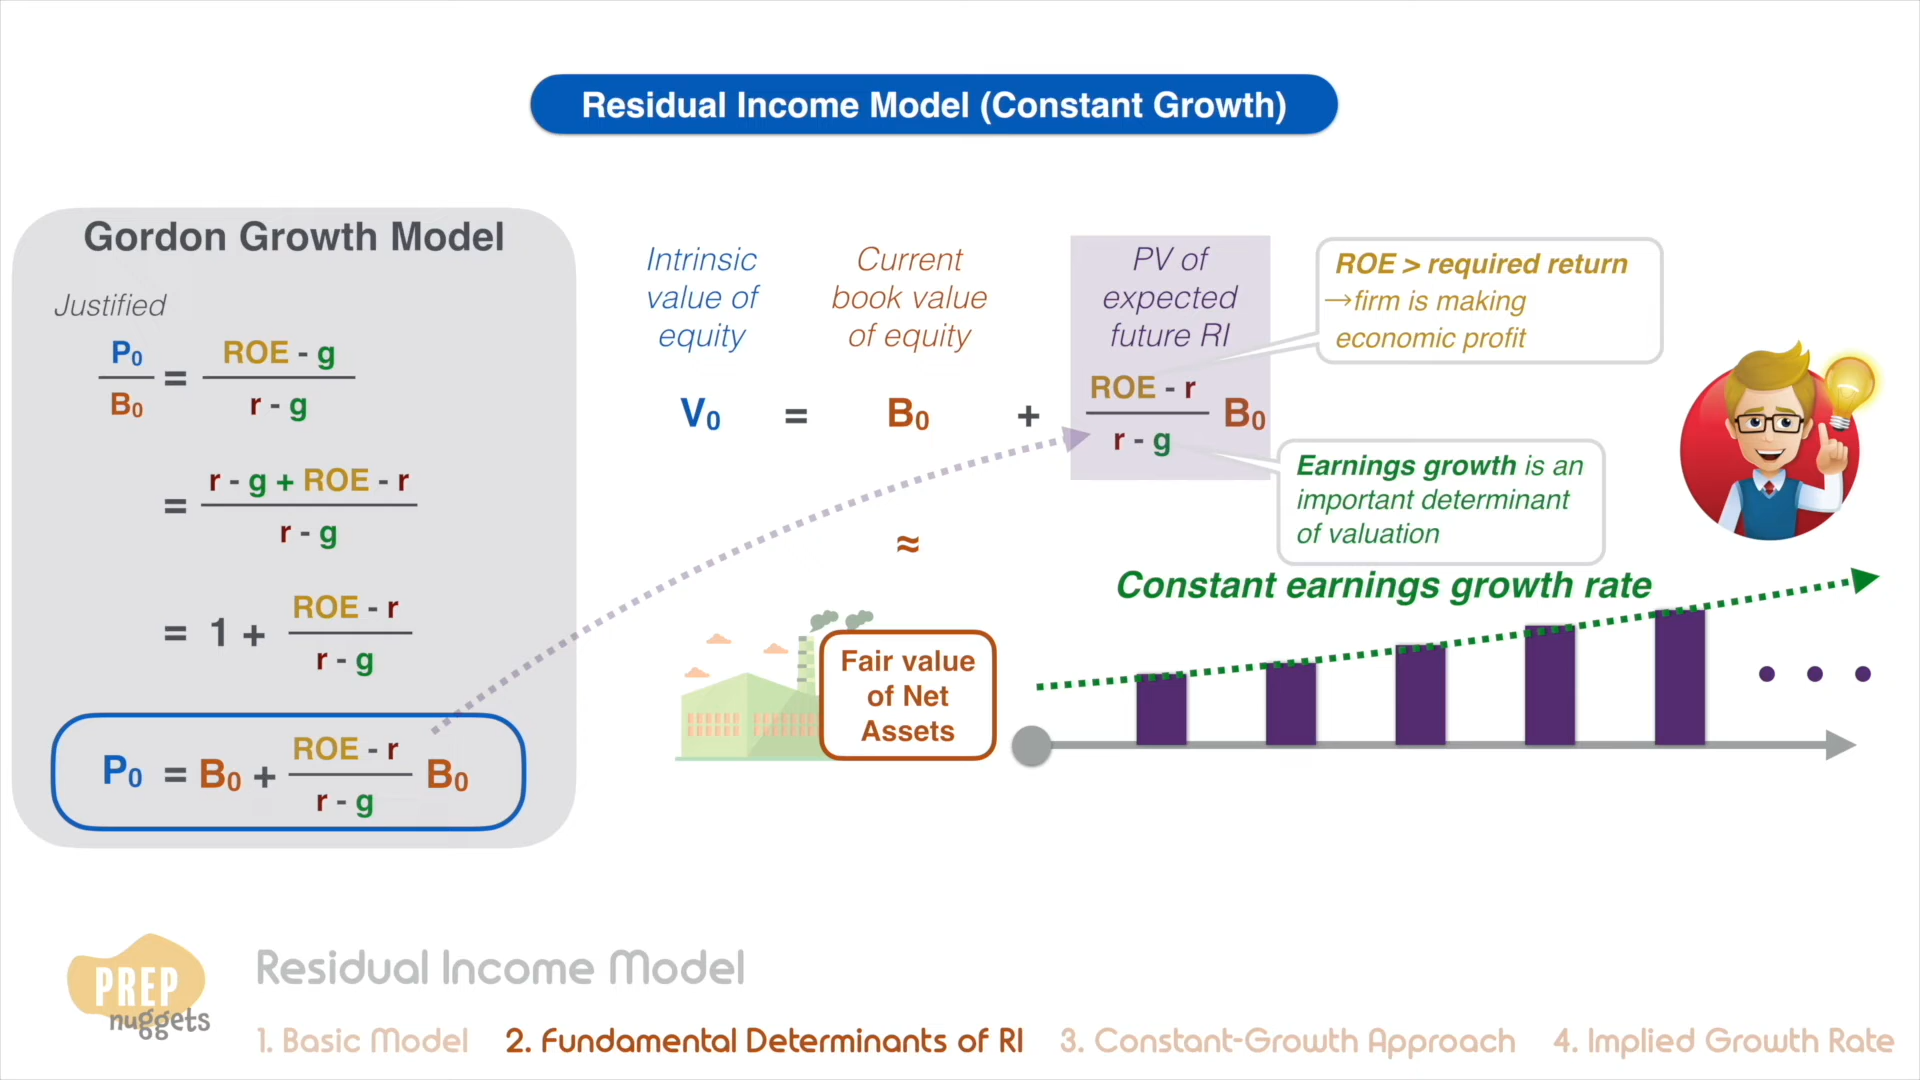 Residual Income Model (Constant Growth)
Gordon Growth Model
Justified
P₀/B₀ = (ROE - g)/(r - g)
= (r - g + ROE - r)/(r - g)
= 1 + (ROE - r)/(r - g)
P₀ = B₀ + (ROE - r)/(r - g) B₀
Intrinsic
value of
equity
Current
book value
of equity
PV of
expected
future RI
V₀ = B₀ + (ROE - r)/(r - g) B₀
ROE > required return
→firm is making
economic profit
Earnings growth is an
important determinant
of valuation
≈
Fair value
of Net
Assets
Constant earnings growth rate
PREP
nuggets
Residual Income Model
1. Basic Model 2. Fundamental Determinants of RI 3. Constant-Growth Approach 4. Implied Growth Rate